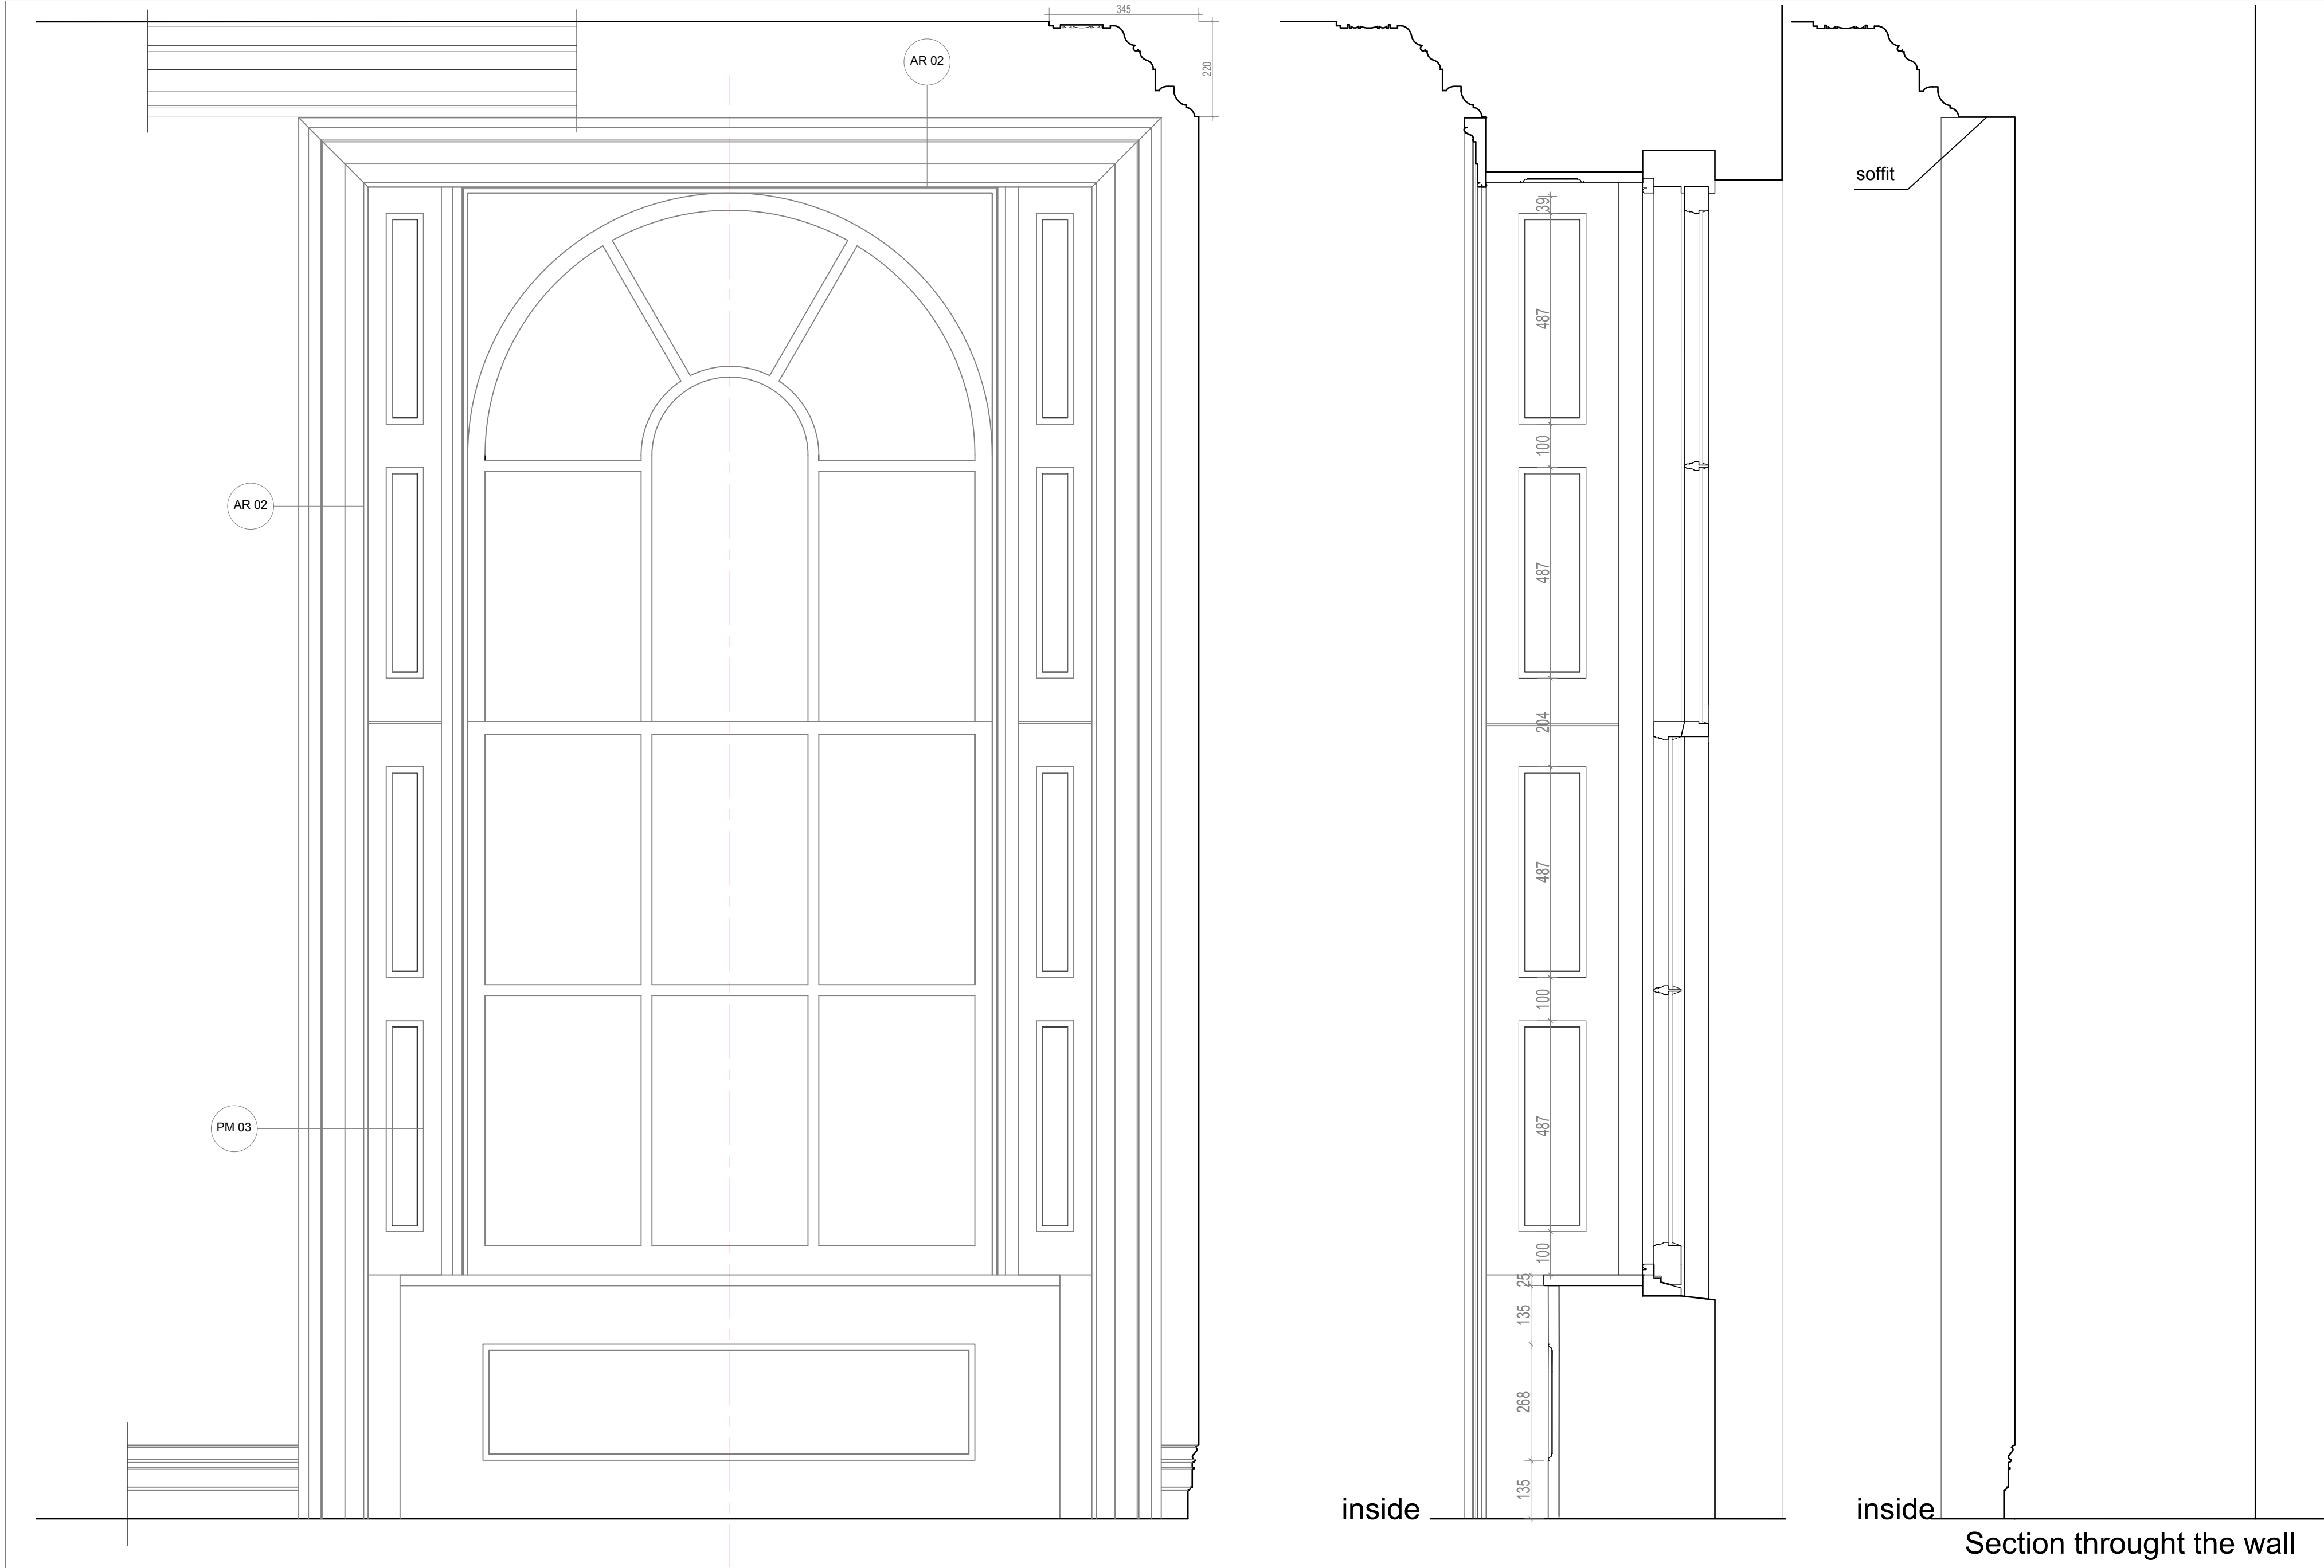 345
220
AR 02
AR 02
PM 03
39
487
100
487
204
487
100
487
100
25
135
268
135
inside
soffit
inside
Section throught the wall